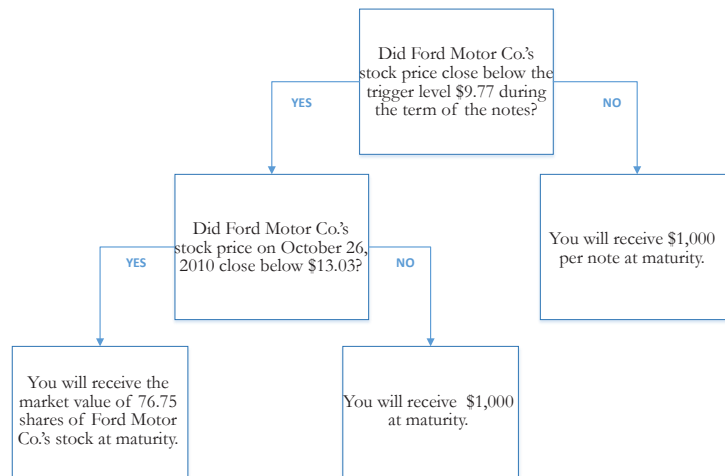 Did Ford Motor Co.'s
stock price close below the
trigger level $9.77 during
the term of the notes?
YES
NO
Did Ford Motor Co.'s
stock price on October 26,
2010 close below $13.03?
You will receive $1,000
per note at maturity.
YES
NO
You will receive the
market value of 76.75
shares of Ford Motor
Co.'s stock at maturity.
You will receive $1,000
at maturity.